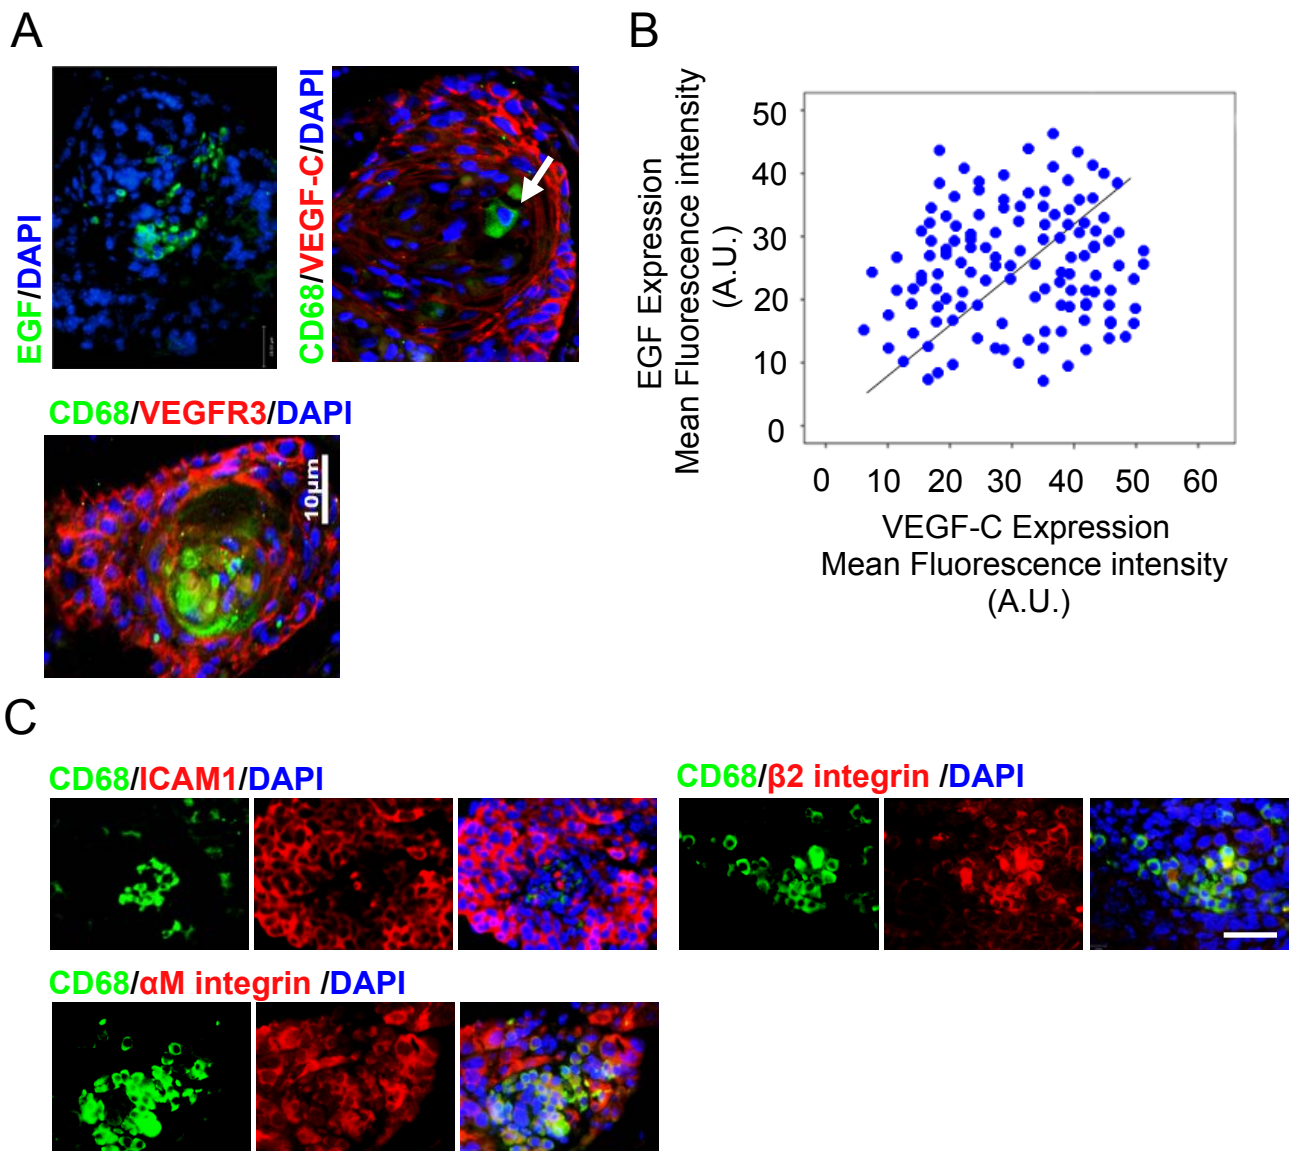 A
EGF/DAPI
CD68/VEGF-C/DAPI
CD68/VEGFR3/DAPI
10µm
B
EGF Expression
Mean Fluorescence intensity
(A.U.)
50
40
30
20
10
0
0 10 20 30 40 50 60
VEGF-C Expression
Mean Fluorescence intensity
(A.U.)
C
CD68/ICAM1/DAPI
CD68/β2 integrin /DAPI
CD68/αM integrin /DAPI